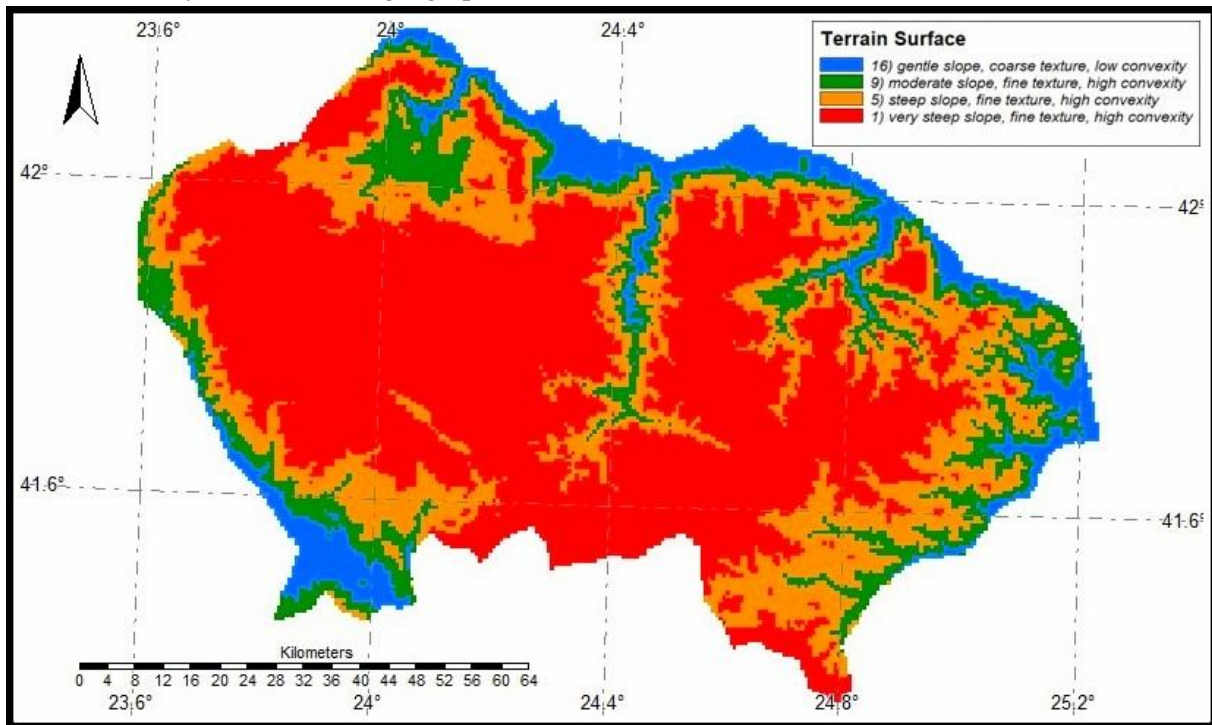 23.6° 24° 24.4°
Terrain Surface
16) gentle slope, coarse texture, low convexity
9) moderate slope, fine texture, high convexity
5) steep slope, fine texture, high convexity
1) very steep slope, fine texture, high convexity
42°
42°
41.6°
41.6°
Kilometers
0 4 8 12 16 20 24 28 32 36 40 44 48 52 56 60 64
23.6° 24° 24.4° 24.8° 25.2°